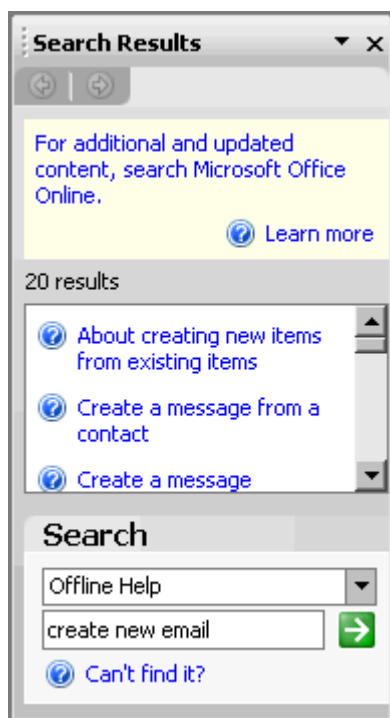 Search Results
For additional and updated
content, search Microsoft Office
Online.
Learn more
20 results
About creating new items
from existing items
Create a message from a
contact
Create a message
Search
Offline Help
create new email
Can't find it?